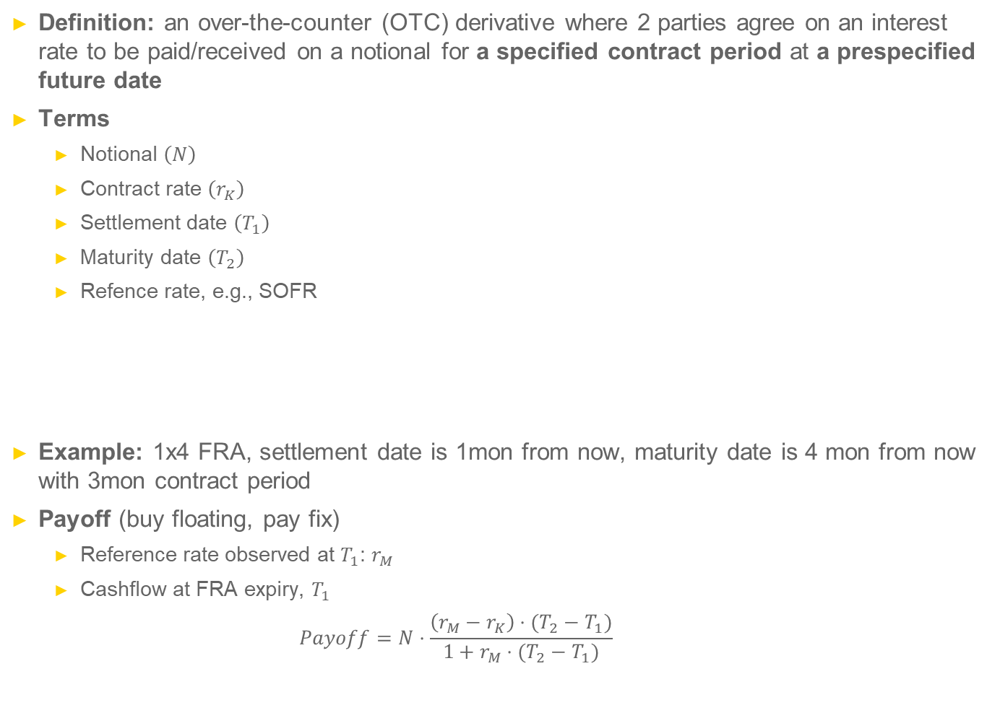 ► Definition: an over-the-counter (OTC) derivative where 2 parties agree on an interest
rate to be paid/received on a notional for a specified contract period at a prespecified
future date
► Terms
► Notional (N)
► Contract rate (r_K)
► Settlement date (T_1)
► Maturity date (T_2)
► Refence rate, e.g., SOFR
► Example: 1x4 FRA, settlement date is 1mon from now, maturity date is 4 mon from now
with 3mon contract period
► Payoff (buy floating, pay fix)
► Reference rate observed at T_1: r_M
► Cashflow at FRA expiry, T_1
Payoff = N · \frac{(r_M − r_K) · (T_2 − T_1)}{1 + r_M · (T_2 − T_1)}